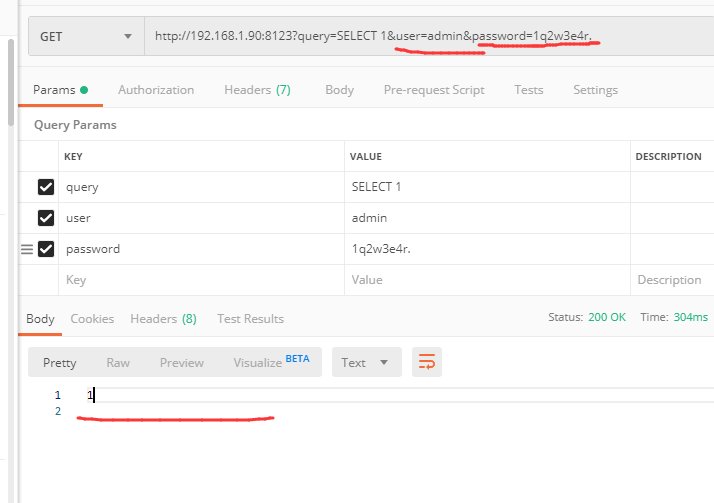 GET http://192.168.1.90:8123?query=SELECT 1&user=admin&password=1q2w3e4r.
Params Authorization Headers (7) Body Pre-request Script Tests Settings
Query Params
KEY VALUE DESCRIPTION
query SELECT 1
user admin
password 1q2w3e4r.
Key Value Description
Body Cookies Headers (8) Test Results Status: 200 OK Time: 304ms
Pretty Raw Preview Visualize BETA Text
1 1
2